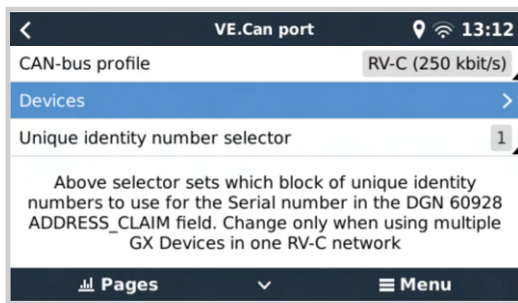 VE.Can port
13:12
CAN-bus profile
RV-C (250 kbit/s)
Devices
Unique identity number selector
1
Above selector sets which block of unique identity
numbers to use for the Serial number in the DGN 60928
ADDRESS_CLAIM field. Change only when using multiple
GX Devices in one RV-C network
Pages
Menu